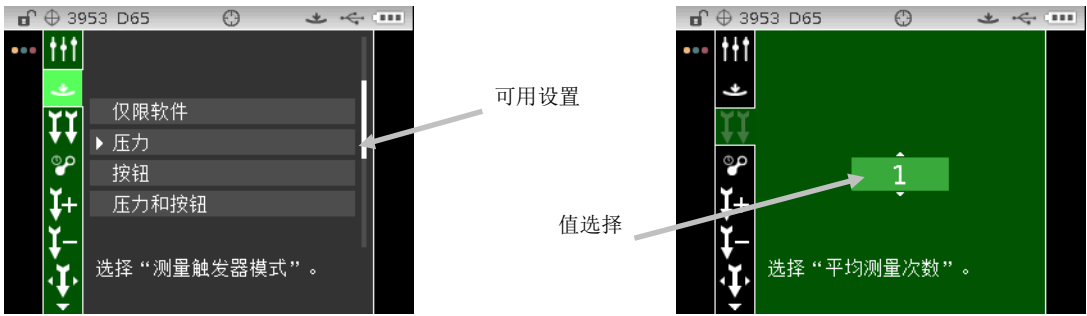 3953 D65
仅限软件
压力
按钮
压力和按钮
选择“测量触发器模式”。
可用设置
值选择
3953 D65
1
选择“平均测量次数”。